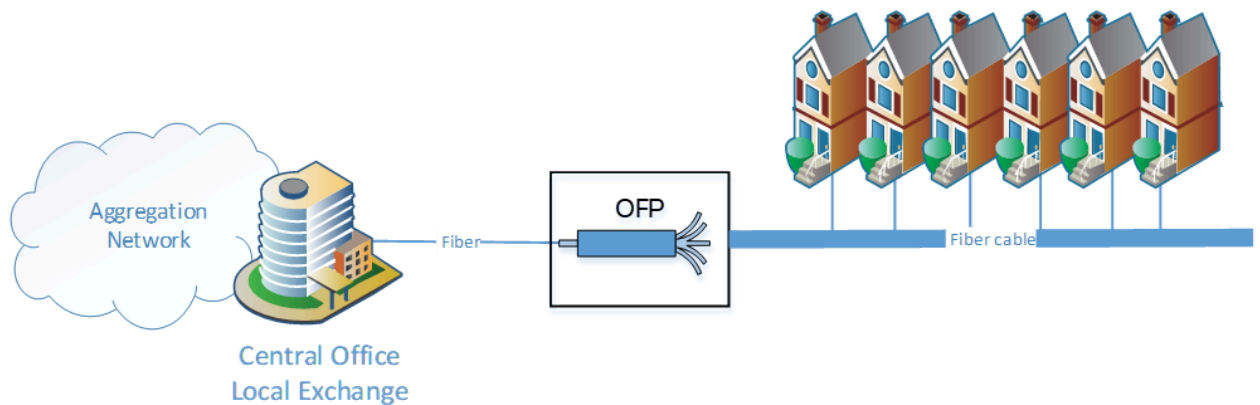 Aggregation
Network
Fiber
OFP
Fiber cable
Central Office
Local Exchange